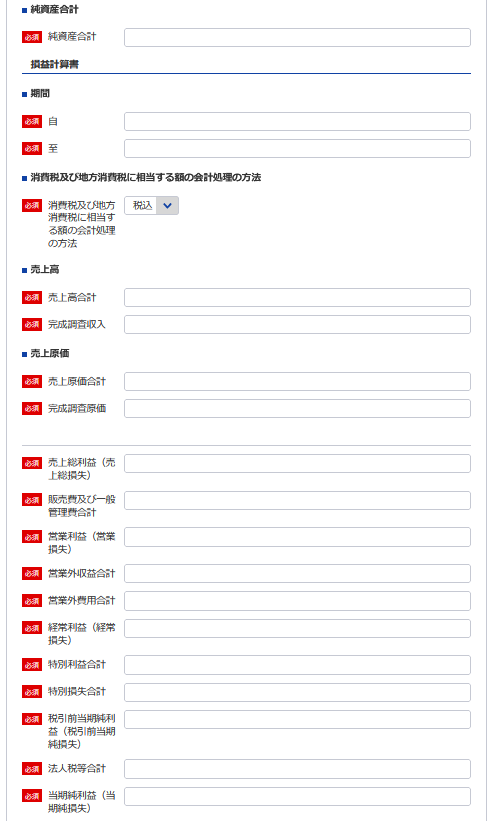 純資産合計
必須 純資産合計
損益計算書
期間
必須 自
必須 至
消費税及び地方消費税に相当する額の会計処理の方法
必須 消費税及び地方 税込
消費税に相当す
る額の会計処理
の方法
売上高
必須 売上高合計
必須 完成調査収入
売上原価
必須 売上原価合計
必須 完成調査原価
必須 売上総利益（売
上総損失）
必須 販売費及び一般
管理費合計
必須 営業利益（営業
損失）
必須 営業外収益合計
必須 営業外費用合計
必須 経常利益（経常
損失）
必須 特別利益合計
必須 特別損失合計
必須 税引前当期純利
益（税引前当期
純損失）
必須 法人税等合計
必須 当期純利益（当
期純損失）